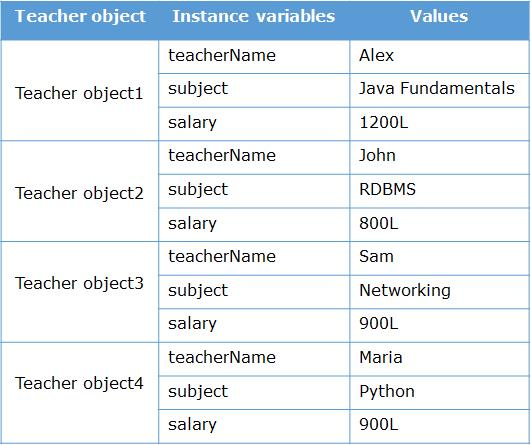 Teacher object Instance variables Values
Teacher object1 teacherName Alex
subject Java Fundamentals
salary 1200L
Teacher object2 teacherName John
subject RDBMS
salary 800L
Teacher object3 teacherName Sam
subject Networking
salary 900L
Teacher object4 teacherName Maria
subject Python
salary 900L